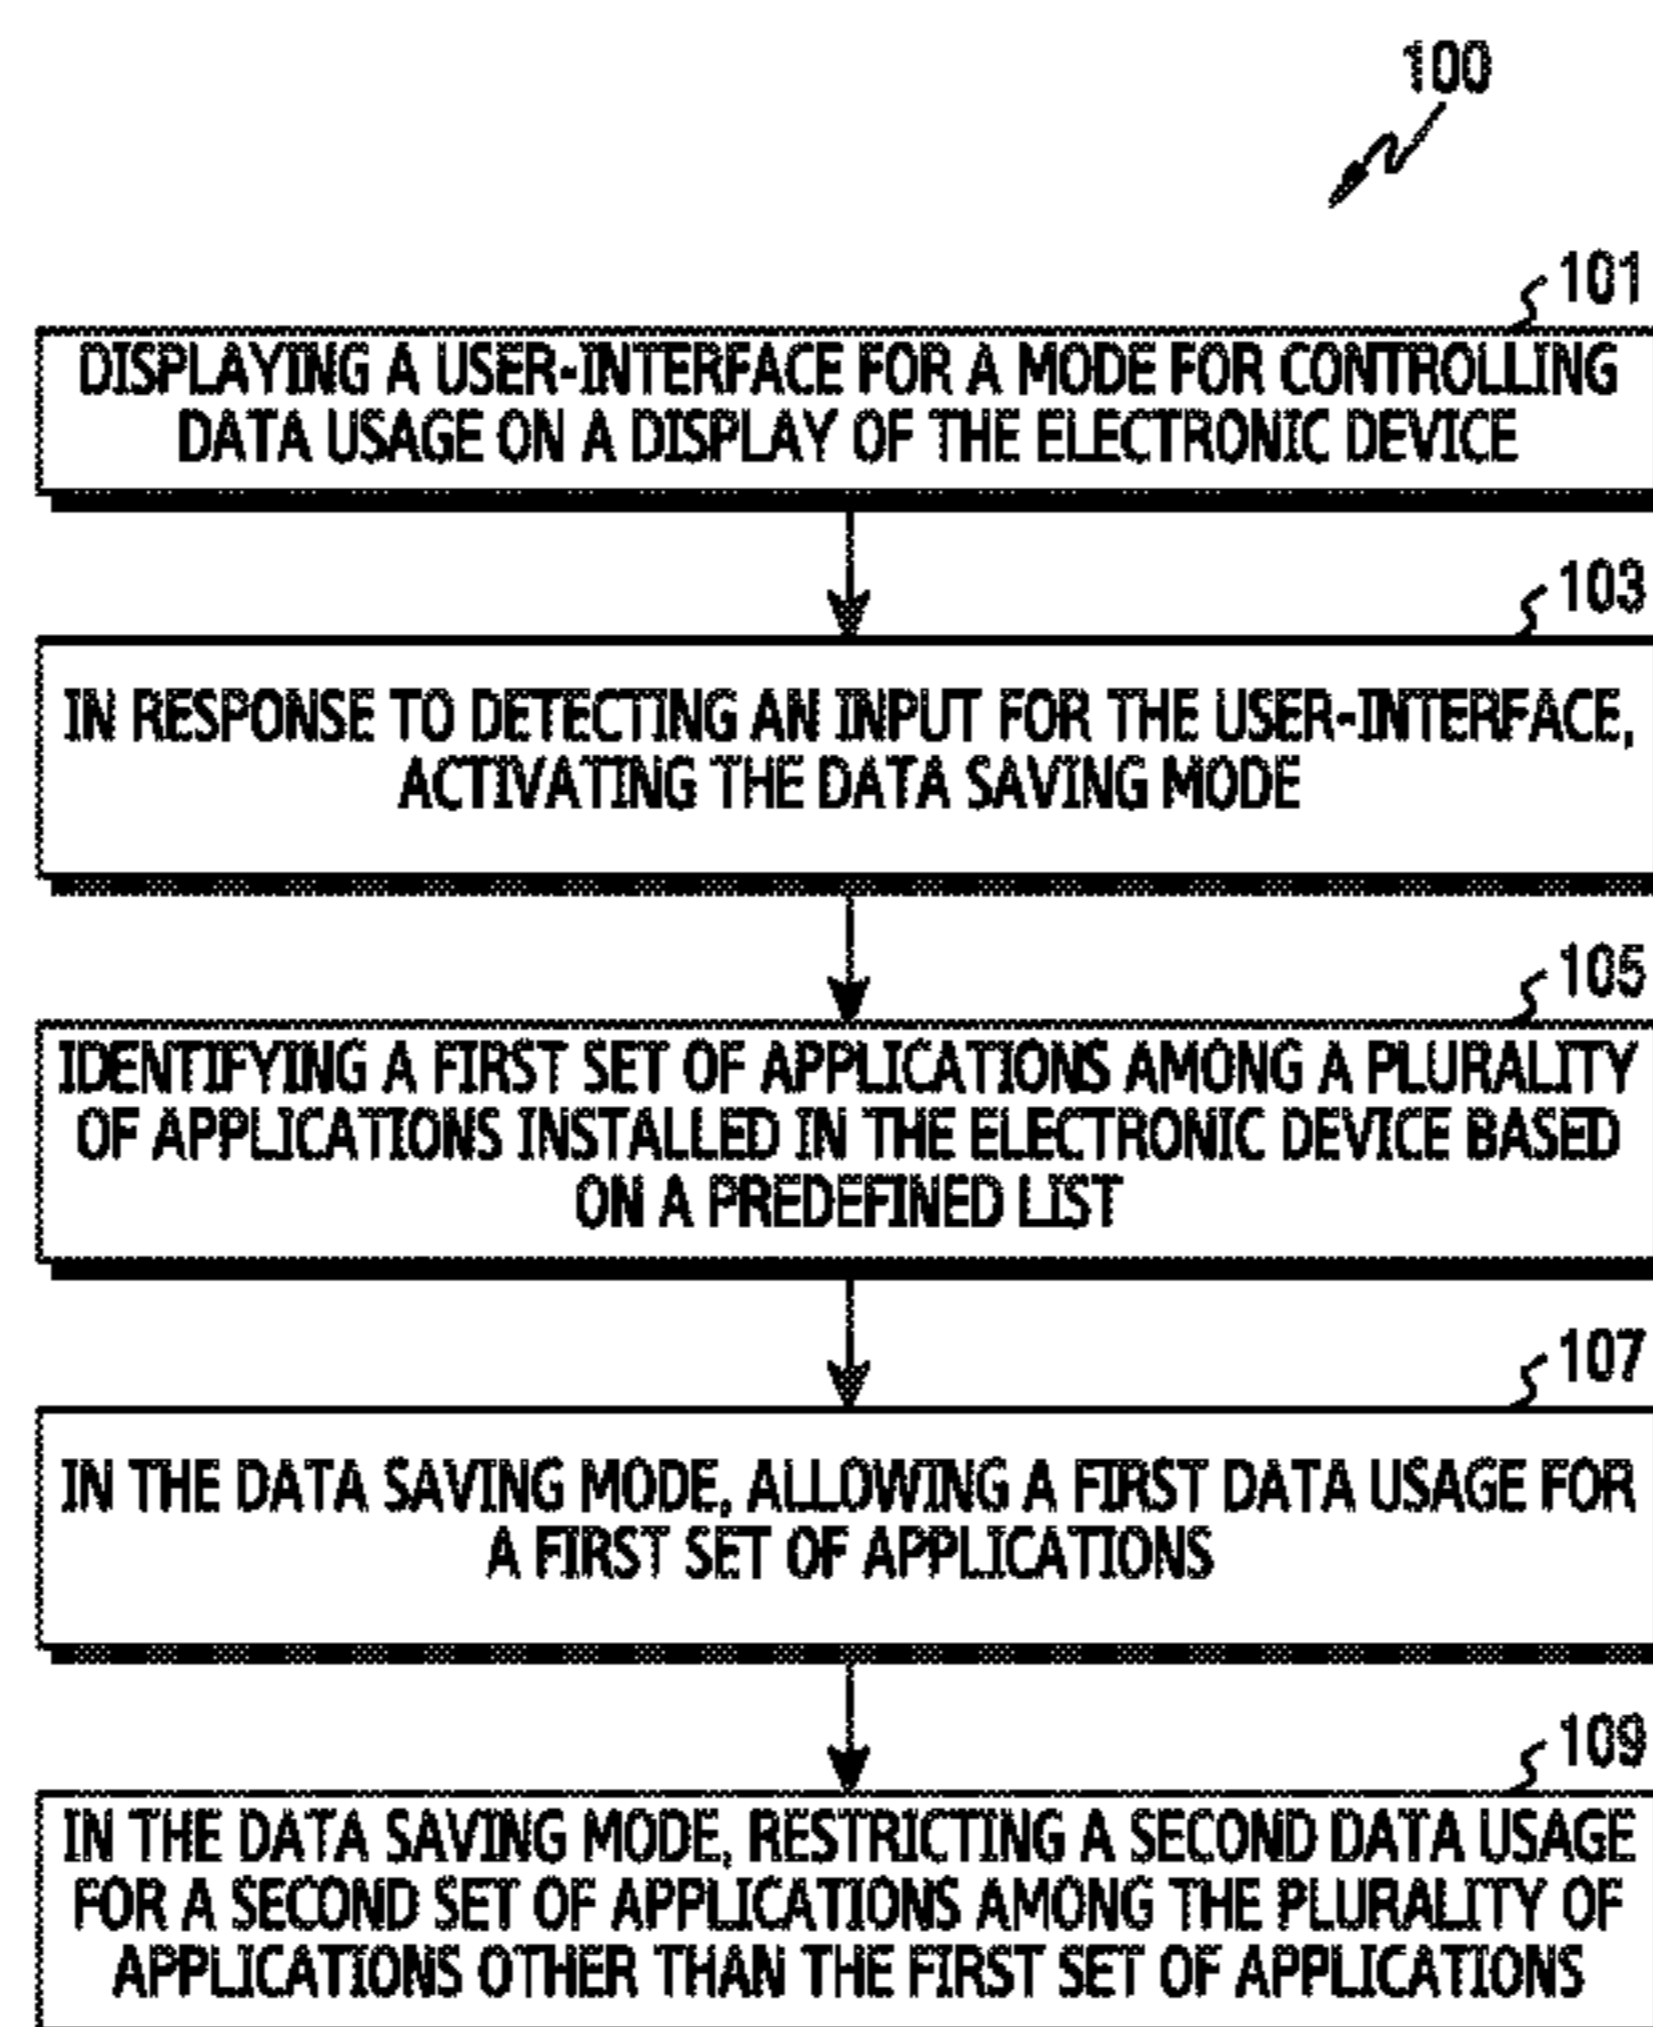 100
101
DISPLAYING A USER-INTERFACE FOR A MODE FOR CONTROLLING
DATA USAGE ON A DISPLAY OF THE ELECTRONIC DEVICE
103
IN RESPONSE TO DETECTING AN INPUT FOR THE USER-INTERFACE,
ACTIVATING THE DATA SAVING MODE
105
IDENTIFYING A FIRST SET OF APPLICATIONS AMONG A PLURALITY
OF APPLICATIONS INSTALLED IN THE ELECTRONIC DEVICE BASED
ON A PREDEFINED LIST
107
IN THE DATA SAVING MODE, ALLOWING A FIRST DATA USAGE FOR
A FIRST SET OF APPLICATIONS
109
IN THE DATA SAVING MODE, RESTRICTING A SECOND DATA USAGE
FOR A SECOND SET OF APPLICATIONS AMONG THE PLURALITY OF
APPLICATIONS OTHER THAN THE FIRST SET OF APPLICATIONS